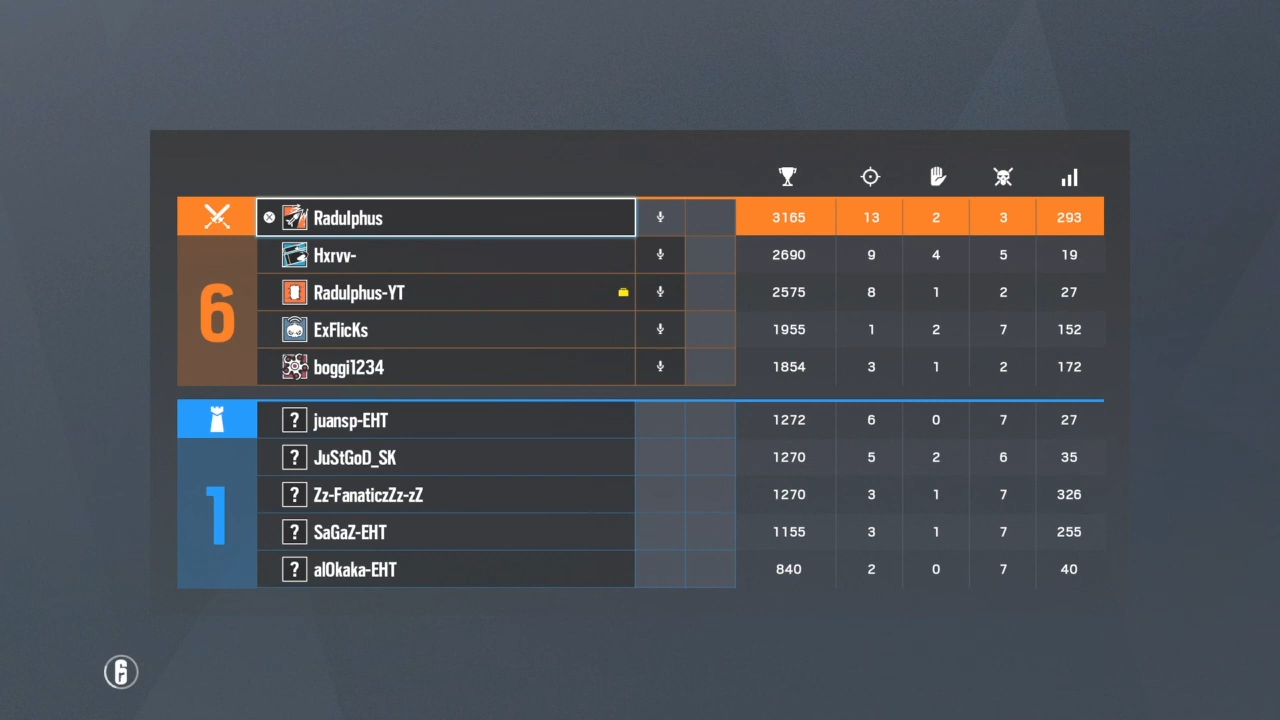 Radulphus 3165 13 2 3 293
Hxrvv- 2690 9 4 5 19
6
Radulphus-YT 2575 8 1 2 27
ExFlicKs 1955 1 2 7 152
boggi1234 1854 3 1 2 172
? juansp-EHT 1272 6 0 7 27
? JuStGoD_SK 1270 5 2 6 35
1
? Zz-FanaticzZz-zZ 1270 3 1 7 326
? SaGaZ-EHT 1155 3 1 7 255
? alOkaka-EHT 840 2 0 7 40
6